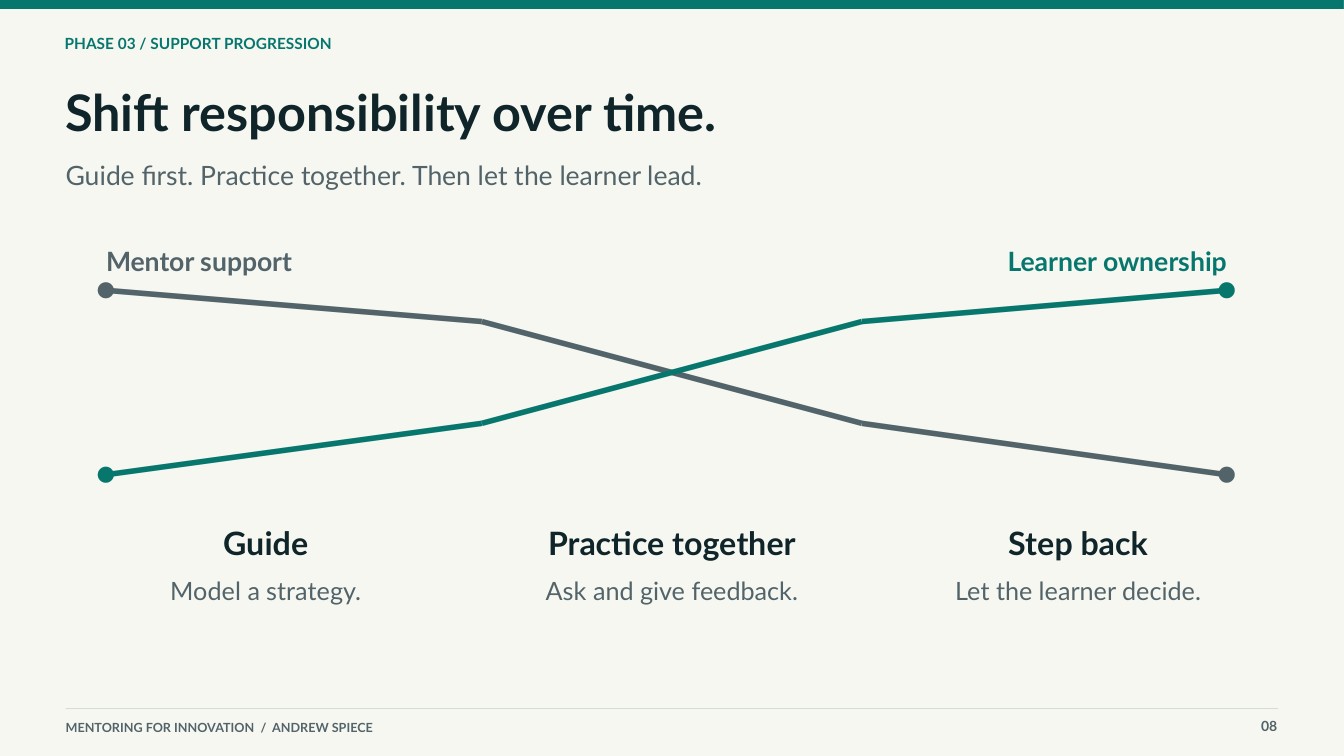 PHASE 03 / SUPPORT PROGRESSION
Shift responsibility over time.
Guide first. Practice together. Then let the learner lead.
Mentor support
Learner ownership
Guide
Model a strategy.
Practice together
Ask and give feedback.
Step back
Let the learner decide.
MENTORING FOR INNOVATION / ANDREW SPIECE
08